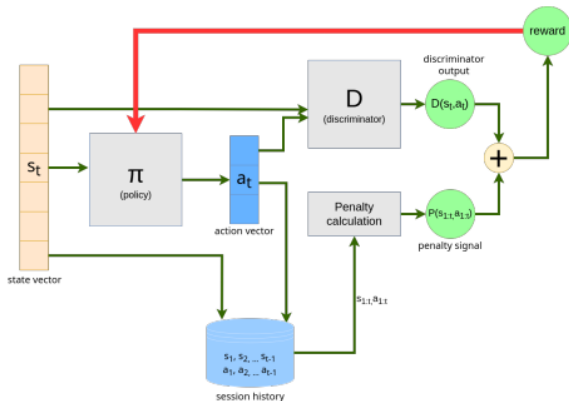 reward
discriminator
output
D
(discriminator)
D(st,at)
st
π
(policy)
at
+
Penalty
calculation
P(s1:t,a1:t)
action vector
penalty signal
state vector
s1:t,a1:t
s1, s2, ... st-1
a1, a2, ... at-1
session history